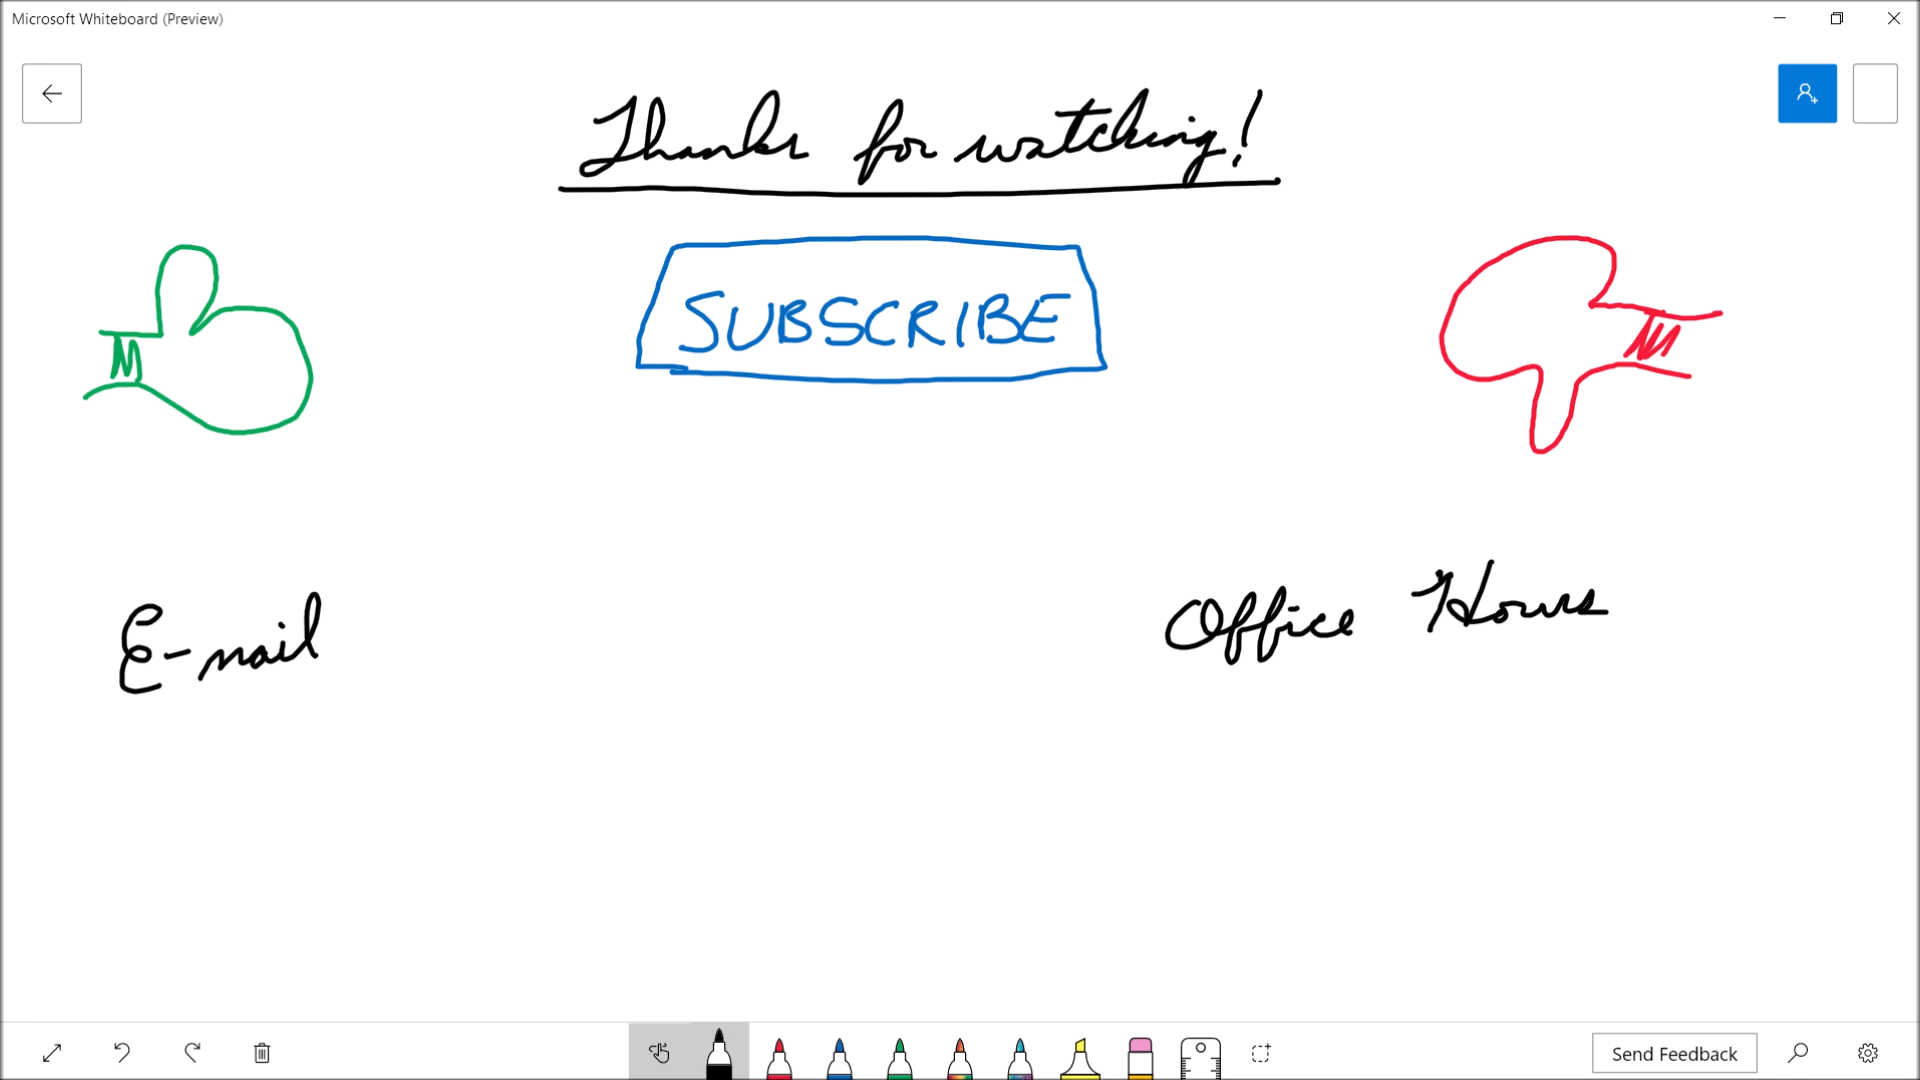 Microsoft Whiteboard (Preview)
Thanks for watching!
SUBSCRIBE
E-mail
Office Hours
Send Feedback